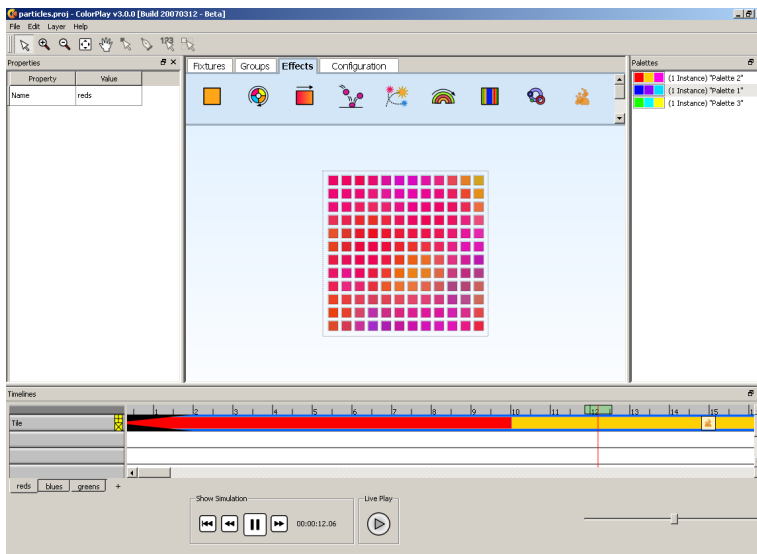 particles.proj - ColorPlay v3.0.0 [Build 20070312 - Beta]
File Edit Layer Help
123
Properties
Property Value
Name reds
Fixtures Groups Effects Configuration
Palettes
(1 Instance) "Palette 2"
(1 Instance) "Palette 1"
(1 Instance) "Palette 3"
Timelines
1 2 3 4 5 6 7 8 9 10 11 12 13 14 15 1
Tile
reds blues greens +
Show Simulation
00:00:12.06
Live Play